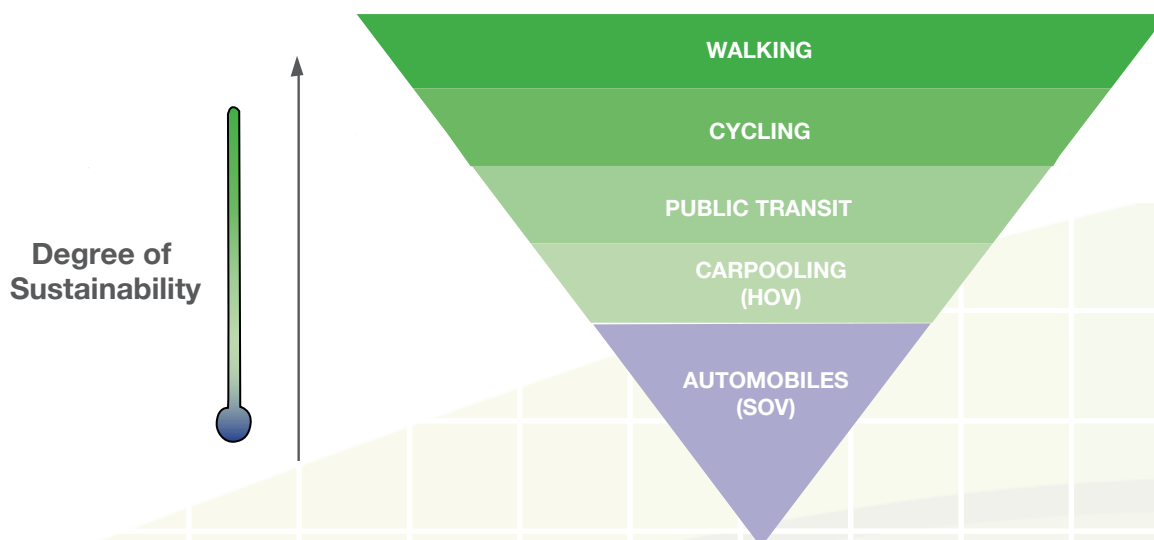 WALKING
CYCLING
PUBLIC TRANSIT
Degree of
Sustainability
CARPOOLING
(HOV)
AUTOMOBILES
(SOV)